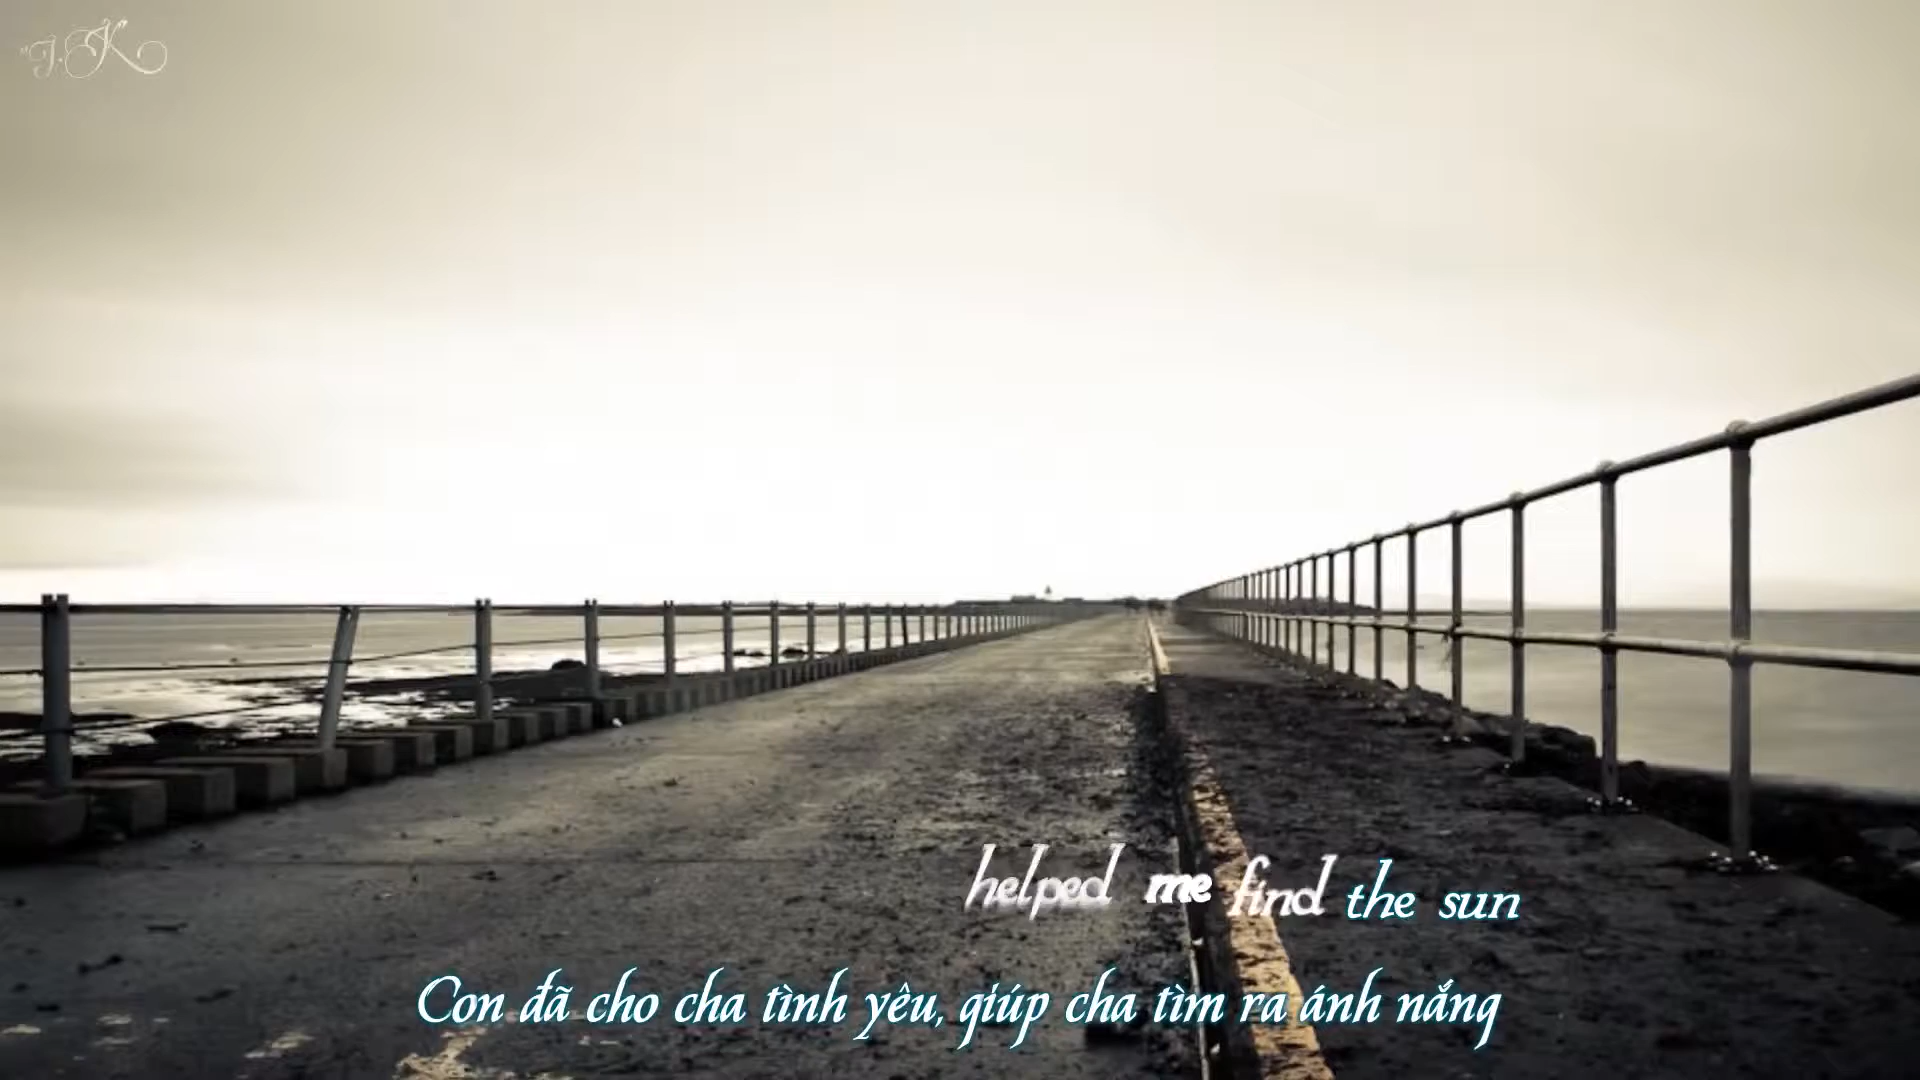 "J.K
helped me find the sun
Con đã cho cha tình yêu, giúp cha tìm ra ánh nắng